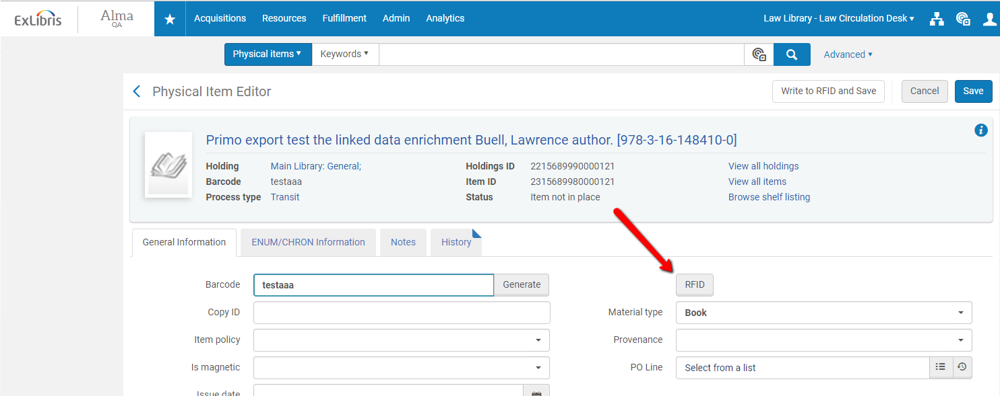 ExLibris Alma QA Acquisitions Resources Fulfillment Admin Analytics Law Library - Law Circulation Desk
Physical items Keywords Advanced
Physical Item Editor Write to RFID and Save Cancel Save
Primo export test the linked data enrichment Buell, Lawrence author. [978-3-16-148410-0]
Holding Main Library: General; Holdings ID 2215689990000121 View all holdings
Barcode testaaa Item ID 2315689980000121 View all items
Process type Transit Status Item not in place Browse shelf listing
General Information ENUM/CHRON Information Notes History
Barcode testaaa Generate RFID
Copy ID Material type Book
Item policy Provenance
Is magnetic PO Line Select from a list
Issue date